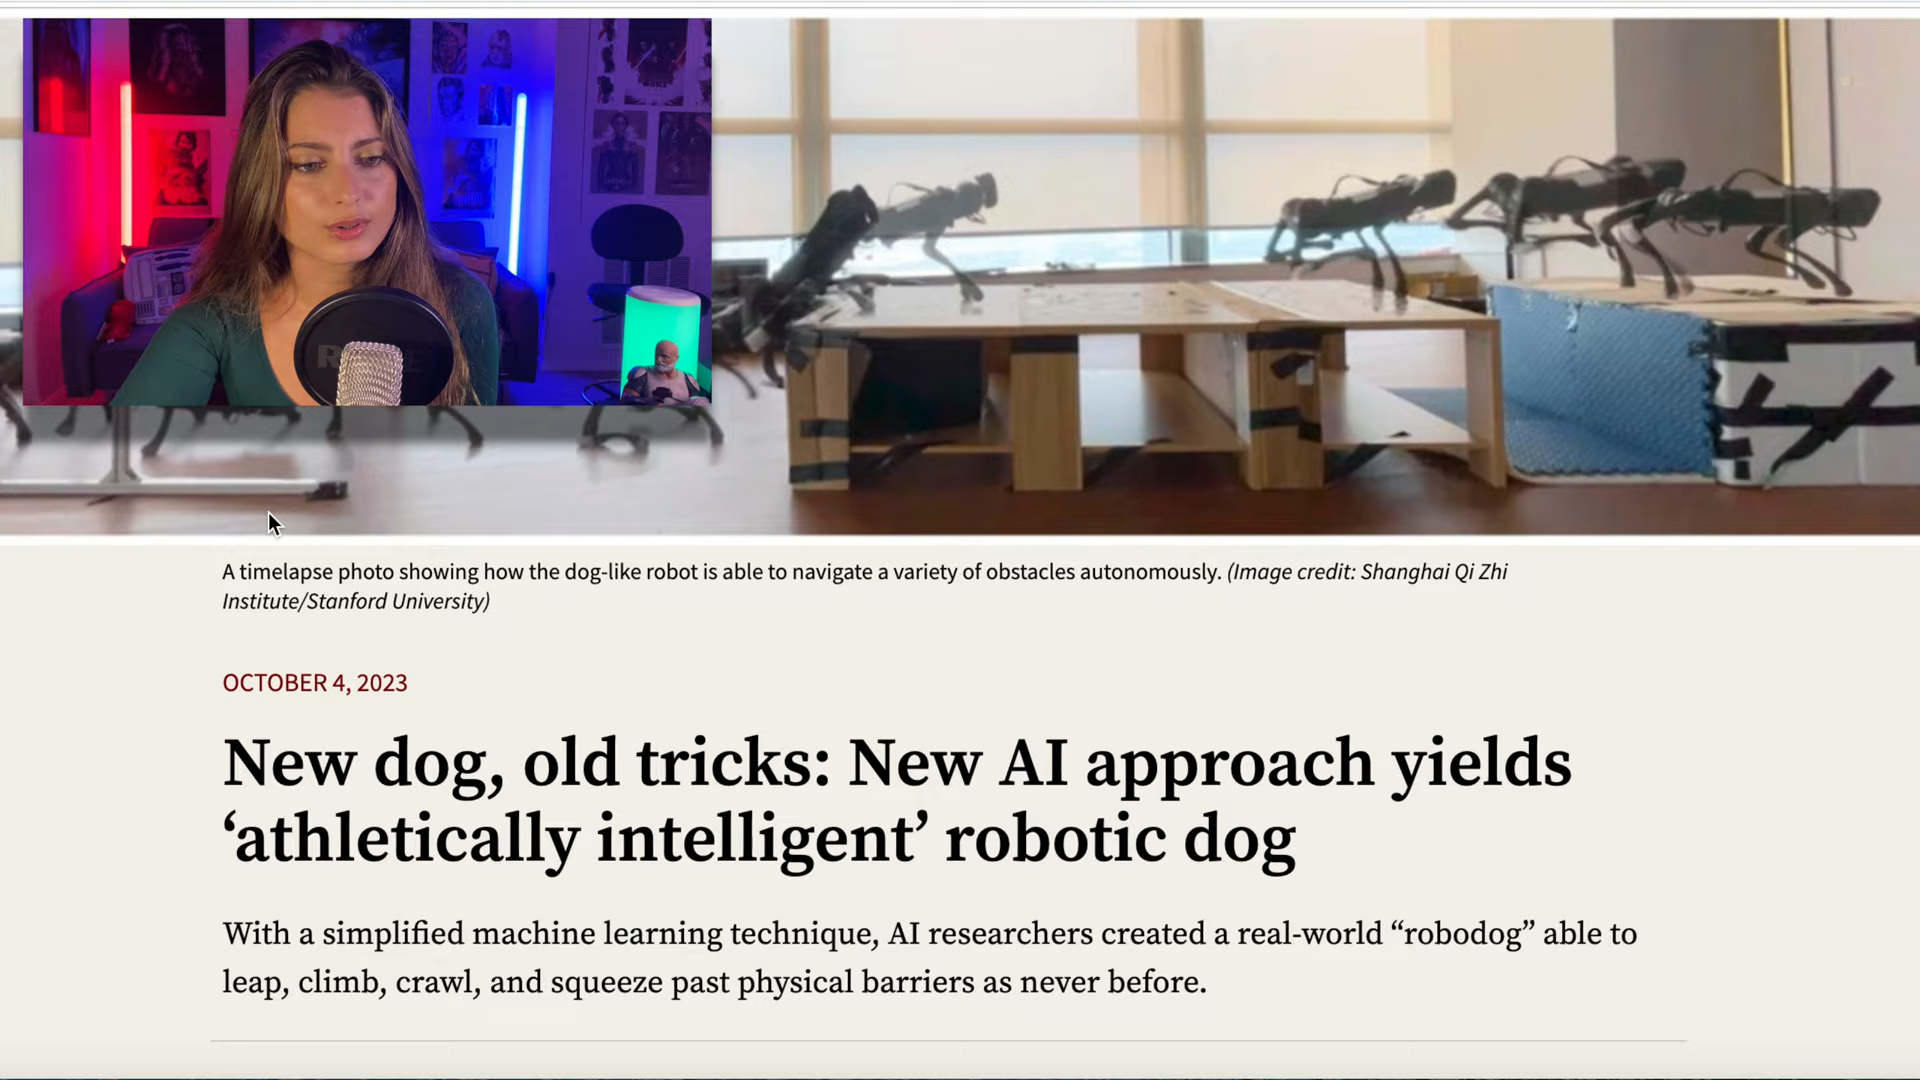 A timelapse photo showing how the dog-like robot is able to navigate a variety of obstacles autonomously. (Image credit: Shanghai Qi Zhi
Institute/Stanford University)
OCTOBER 4, 2023
New dog, old tricks: New AI approach yields
‘athletically intelligent’ robotic dog
With a simplified machine learning technique, AI researchers created a real-world “robodog” able to
leap, climb, crawl, and squeeze past physical barriers as never before.